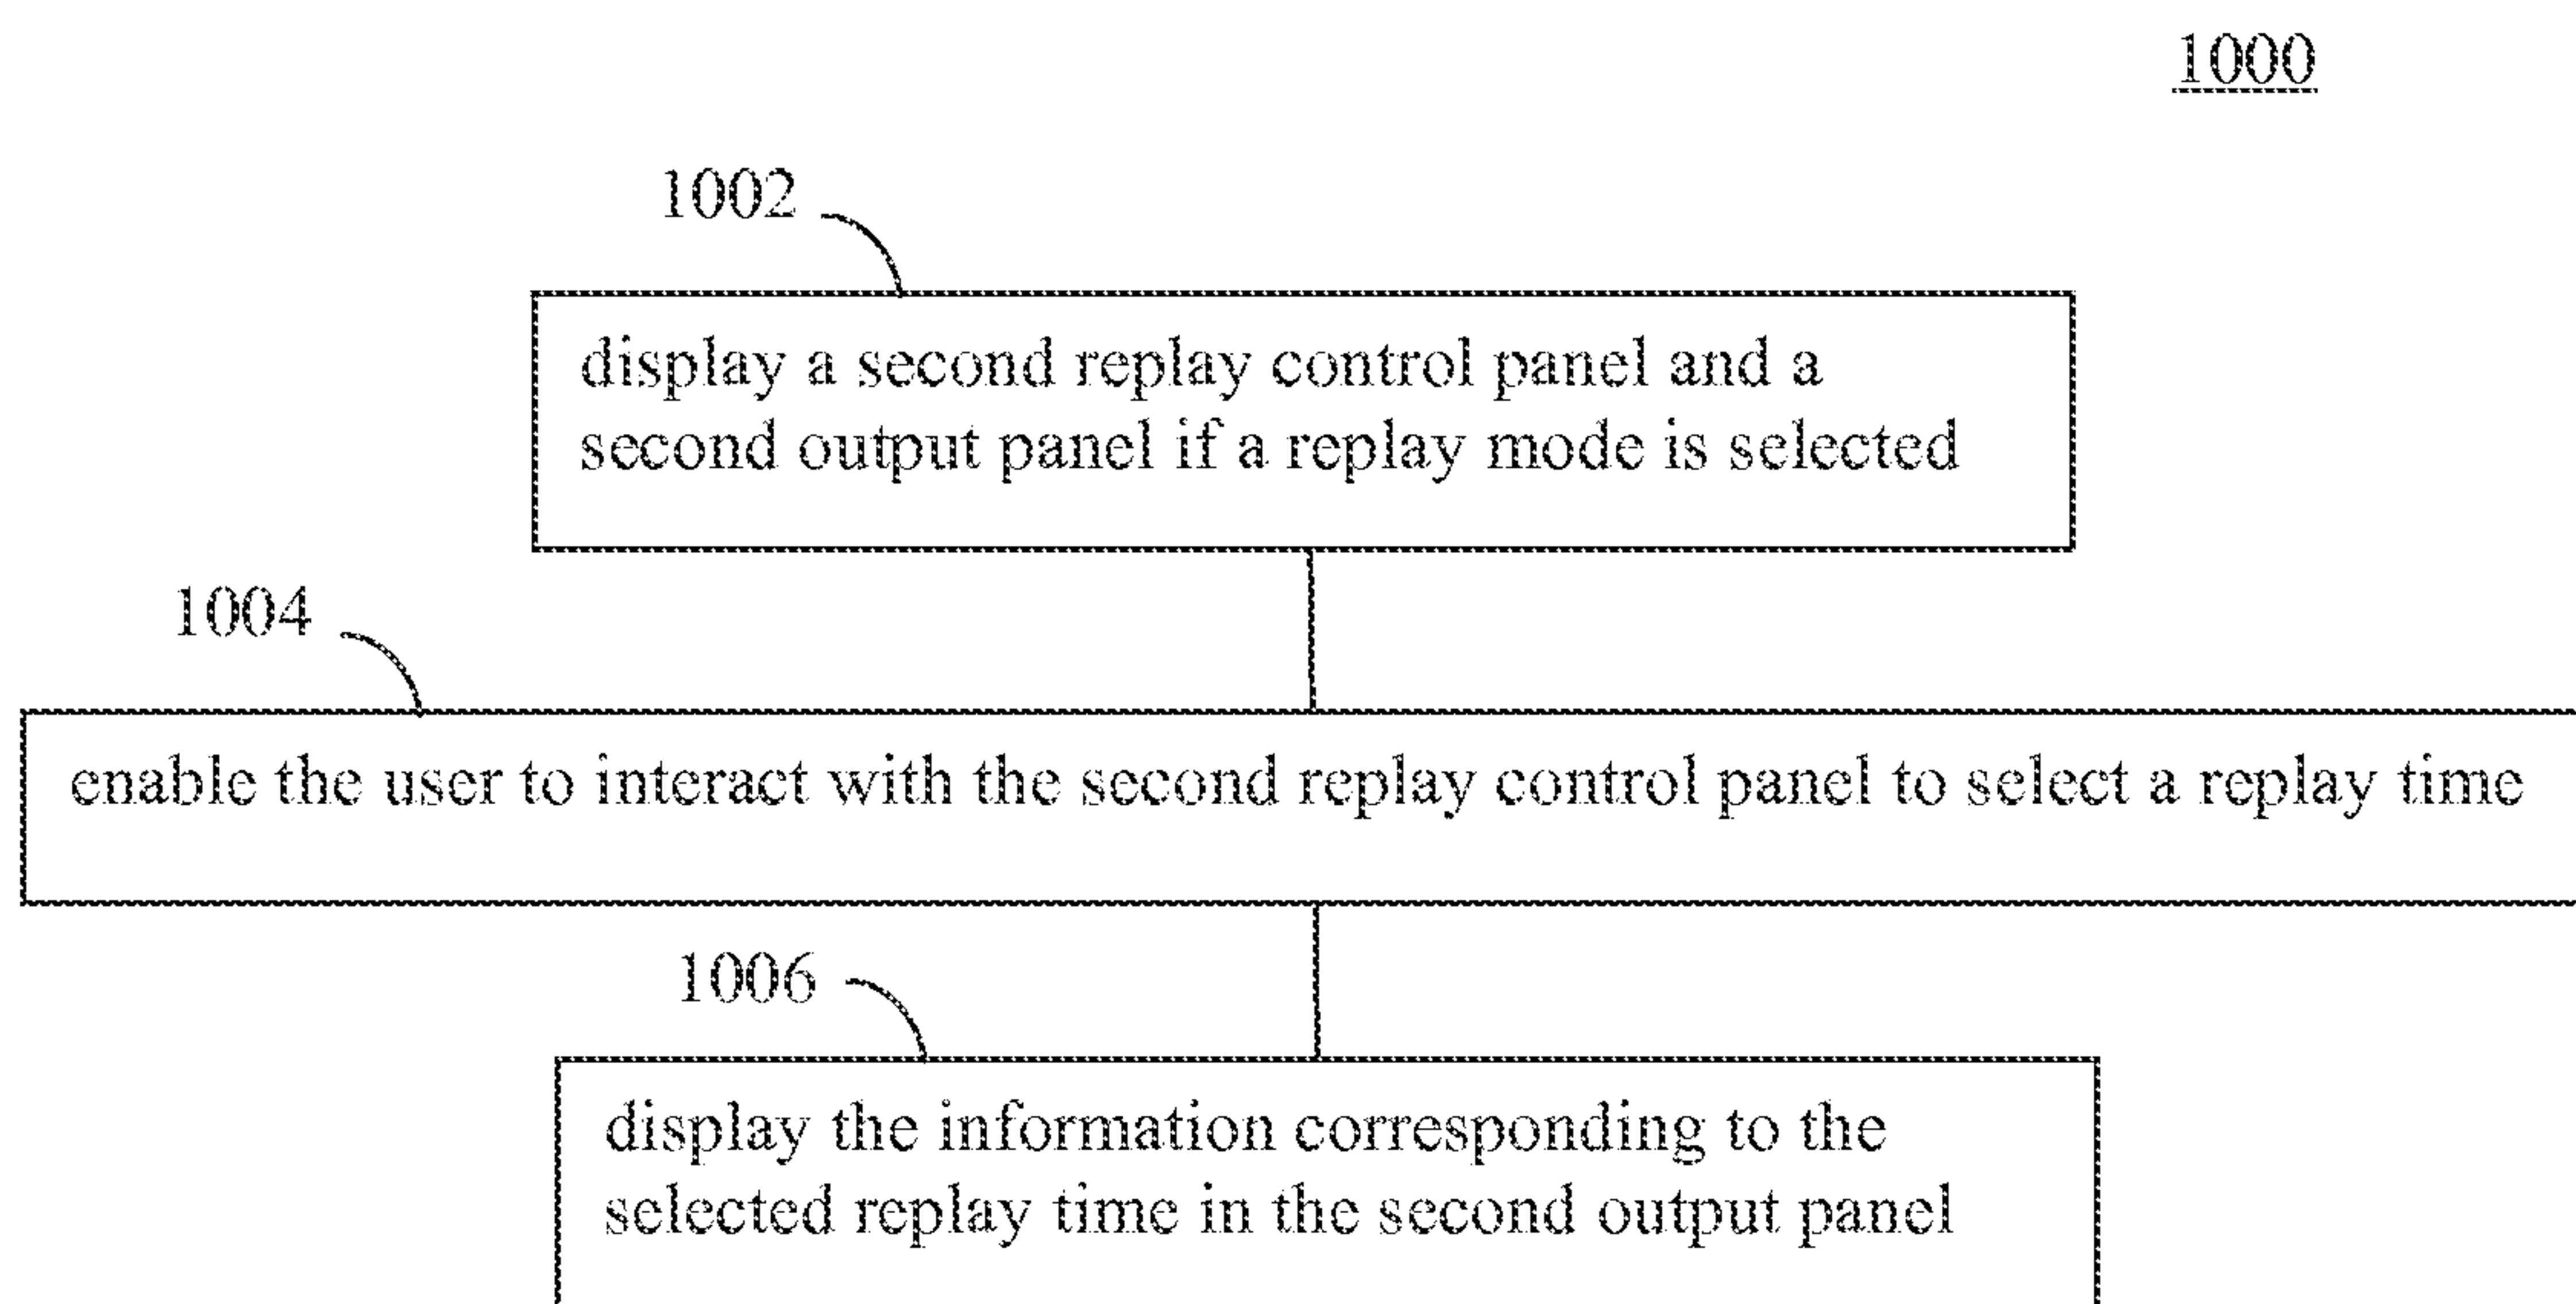 1000
1002
display a second replay control panel and a
second output panel if a replay mode is selected
1004
enable the user to interact with the second replay control panel to select a replay time
1006
display the information corresponding to the
selected replay time in the second output panel